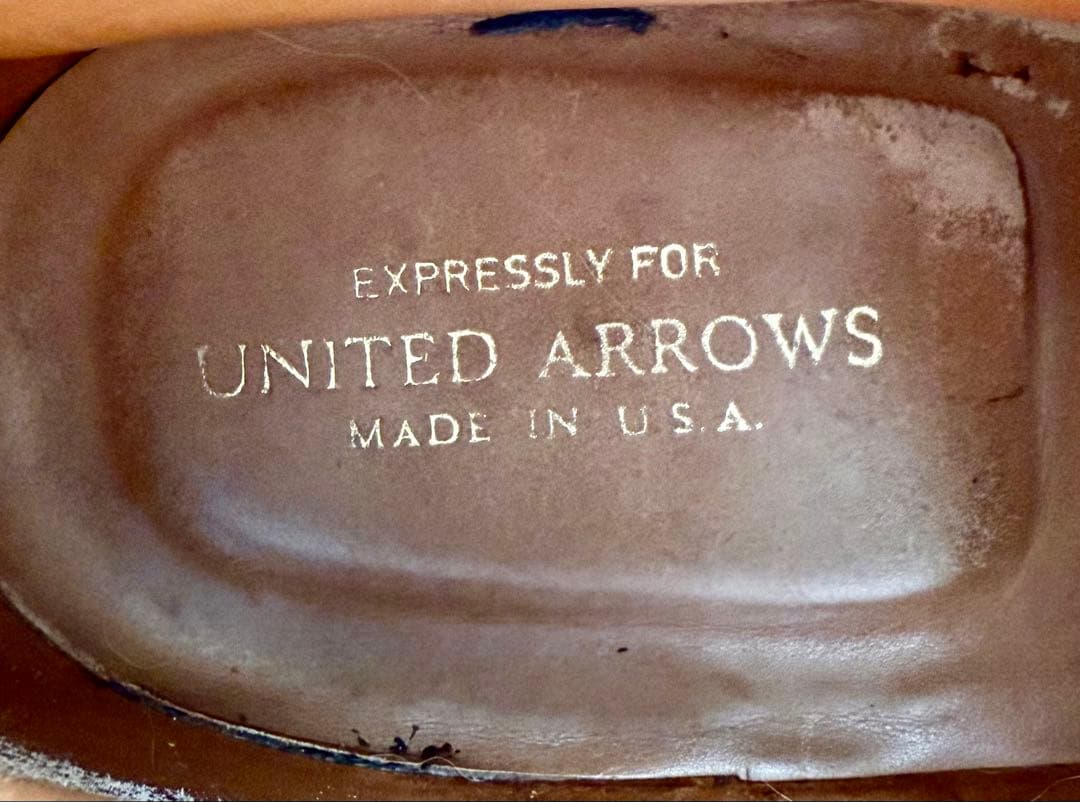 EXPRESSLY FOR
UNITED ARROWS
MADE IN U.S.A.